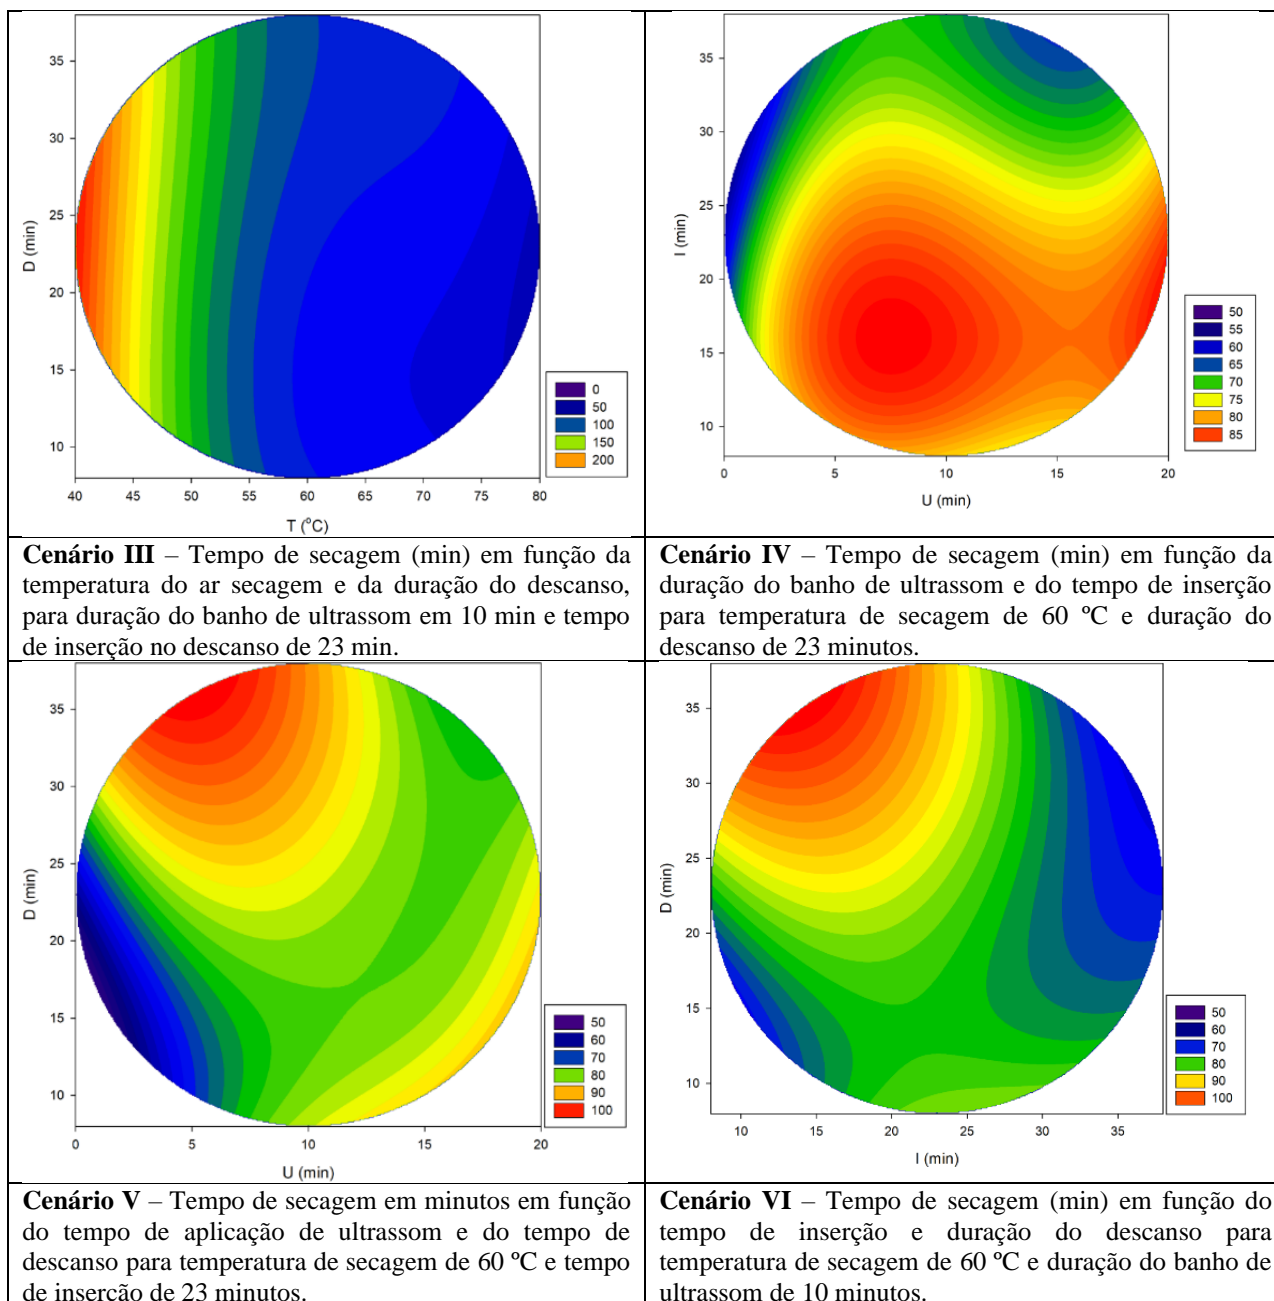 35
30
25
20
15
10
D (min)
40 45 50 55 60 65 70 75 80
T (°C)
0
50
100
150
200
35
30
25
20
15
10
I (min)
0 5 10 15 20
U (min)
50
55
60
65
70
75
80
85
Cenário III – Tempo de secagem (min) em função da
temperatura do ar secagem e da duração do descanso,
para duração do banho de ultrassom em 10 min e tempo
de inserção no descanso de 23 min.
Cenário IV – Tempo de secagem (min) em função da
duração do banho de ultrassom e do tempo de inserção
para temperatura de secagem de 60 ºC e duração do
descanso de 23 minutos.
35
30
25
20
15
10
D (min)
0 5 10 15 20
U (min)
50
60
70
80
90
100
35
30
25
20
15
10
D (min)
10 15 20 25 30 35
I (min)
50
60
70
80
90
100
Cenário V – Tempo de secagem em minutos em função
do tempo de aplicação de ultrassom e do tempo de
descanso para temperatura de secagem de 60 ºC e tempo
de inserção de 23 minutos.
Cenário VI – Tempo de secagem (min) em função do
tempo de inserção e duração do descanso para
temperatura de secagem de 60 ºC e duração do banho de
ultrassom de 10 minutos.